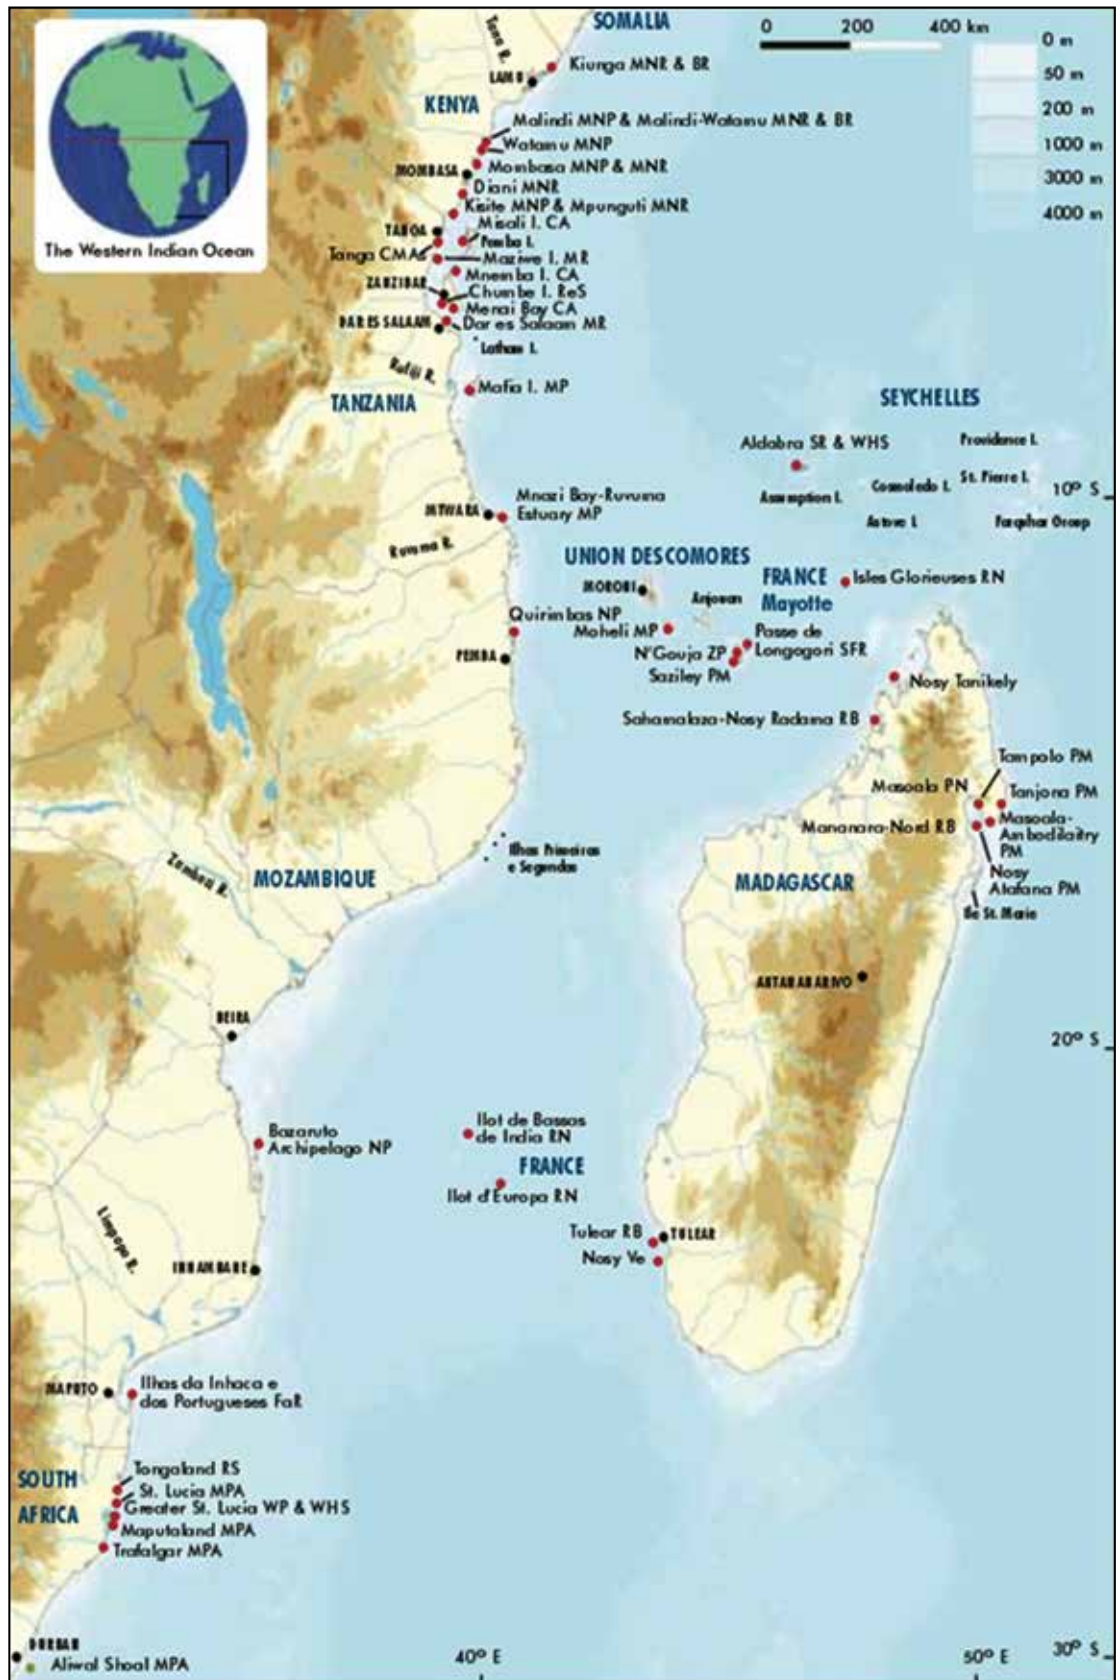 SOMALIA
0 200 400 km
0 m
50 m
200 m
1000 m
3000 m
4000 m
The Western Indian Ocean
Tana R.
LAMU
Kiunga MNR & BR
KENYA
Malindi MNP & Malindi-Watamu MNR & BR
Watamu MNP
MOMBASA
Mombasa MNP & MNR
Diani MNR
Kisite MNP & Mpunguti MNR
Misali I. CA
TANGA
Pemba I.
Tanga CMAs
Maziwe I. MR
Mnemba I. CA
ZANZIBAR
Chumbe I. ReS
Menai Bay CA
DAR ES SALAAM
Dar es Salaam MR
Latham I.
Rufiji R.
Mafia I. MP
TANZANIA
SEYCHELLES
Aldabra SR & WHS
Providence I.
Cosmoledo I.
St. Pierre I.
Assumption I.
10° S
Astove I.
Farquhar Group
Mnazi Bay-Ruvuma
Estuary MP
MTWARA
Ruvuma R.
UNION DES COMORES
MORONI
FRANCE
Mayotte
Isles Glorieuses RN
Anjouan
Quirimbas NP
Moheli MP
Passe de
Longogori SFR
N'Gouja ZP
Saziley PM
PEMBA
Nosy Tanikely
Sahamalaza-Nosy Radama RB
Tampolo PM
Masoala PN
Tanjona PM
Mananara-Nord RB
Masoala-
Ambodilaitry
PM
Nosy
Atafana PM
Ile St. Marie
Ilhas Primeiras
e Segundas
Zambezi R.
MOZAMBIQUE
MADAGASCAR
ANTANANARIVO
BEIRA
20° S
Bazaruto
Archipelago NP
Ilot de Bassas
de India RN
FRANCE
Ilot d'Europa RN
Limpopo R.
Tulear RB
TULEAR
Nosy Ve
INHAMBANE
MAPUTO
Ilhas da Inhaca e
dos Portugueses FaR
SOUTH
AFRICA
Tongaland RS
St. Lucia MPA
Greater St. Lucia WP & WHS
Maputaland MPA
Trafalgar MPA
DURBAN
Aliwal Shoal MPA
40° E
50° E
30° S